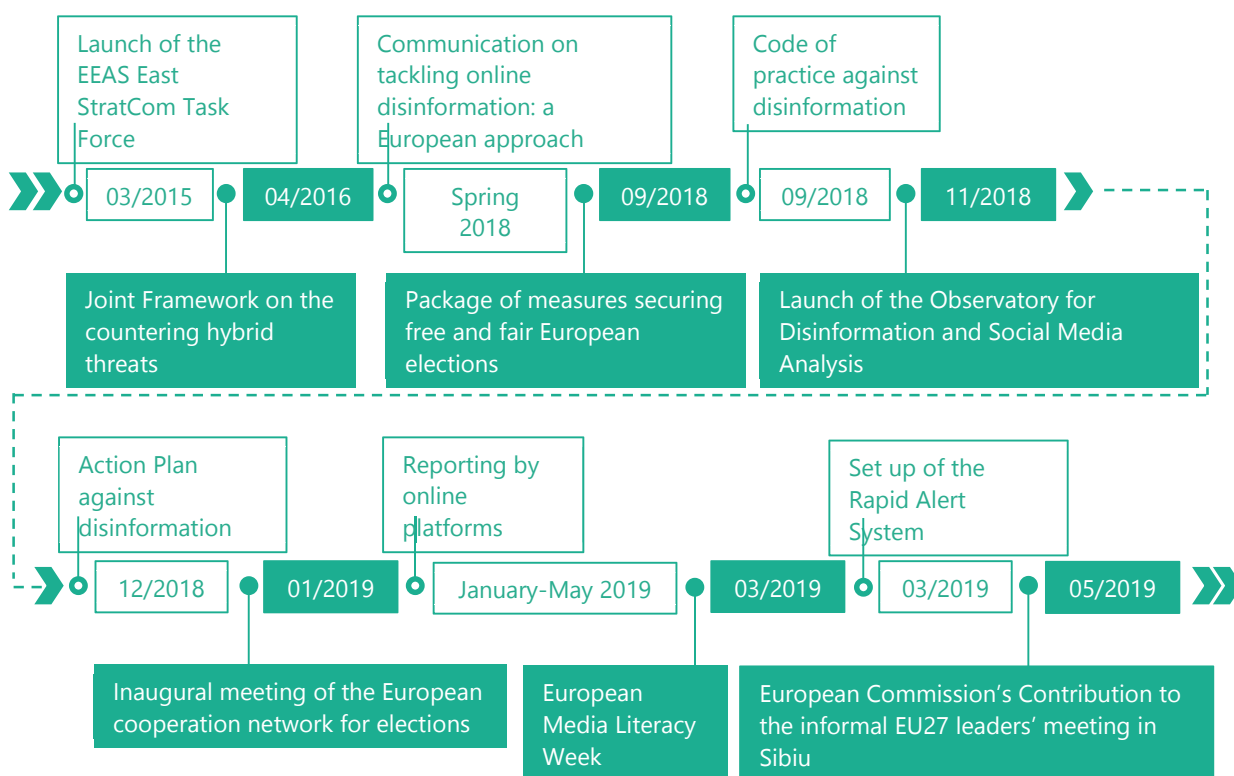 Launch of the
EEAS East
StratCom Task
Force
Communication on
tackling online
disinformation: a
European approach
Code of
practice against
disinformation
03/2015
04/2016
Spring
2018
09/2018
09/2018
11/2018
Joint Framework on the
countering hybrid
threats
Package of measures securing
free and fair European
elections
Launch of the Observatory for
Disinformation and Social Media
Analysis
Action Plan
against
disinformation
Reporting by
online
platforms
Set up of the
Rapid Alert
System
12/2018
01/2019
January-May 2019
03/2019
03/2019
05/2019
Inaugural meeting of the European
cooperation network for elections
European
Media Literacy
Week
European Commission’s Contribution to
the informal EU27 leaders’ meeting in
Sibiu